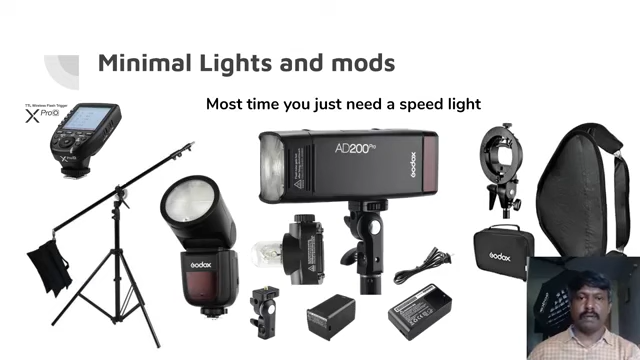 Minimal Lights and mods
Most time you just need a speed light
TTL Wireless Flash Trigger
X Pro
AD200Pro
Godox
Godox
Godox